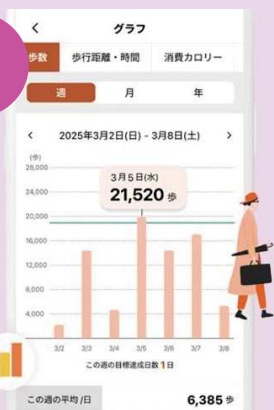 グラフ
歩数 歩行距離・時間 消費カロリー
週 月 年
2025年3月2日(日) - 3月8日(土)
(歩)
28,000
3月5日(水)
21,520 歩
24,000
20,000
16,000
12,000
8,000
4,000
3/2 3/3 3/4 3/5 3/6 3/7 3/8
この週の目標達成日数 1 日
この週の平均 /日 6,385 歩